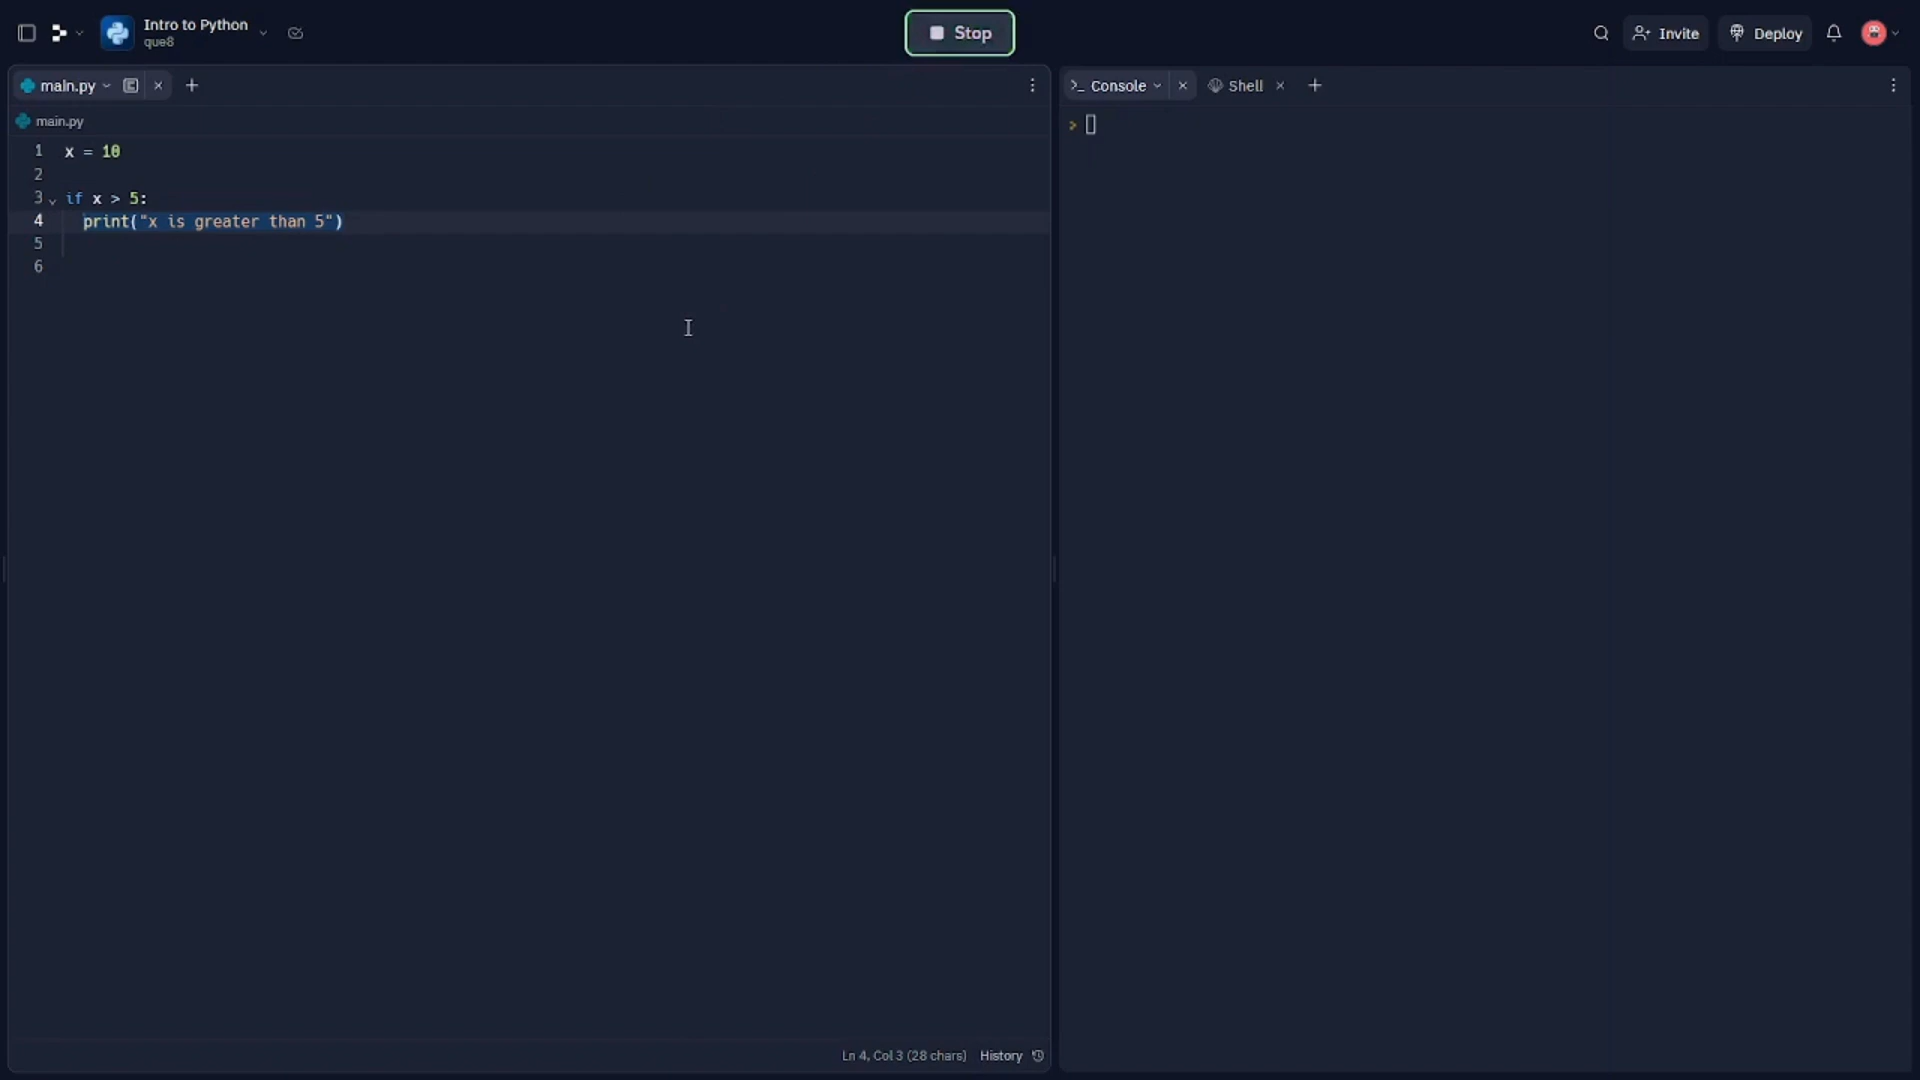 Intro to Python
que8
Stop
Invite
Deploy
main.py
>_ Console
Shell
main.py
1 x = 10
2
3 if x > 5:
4   print("x is greater than 5")
5
6
>
Ln 4, Col 3 (28 chars) History